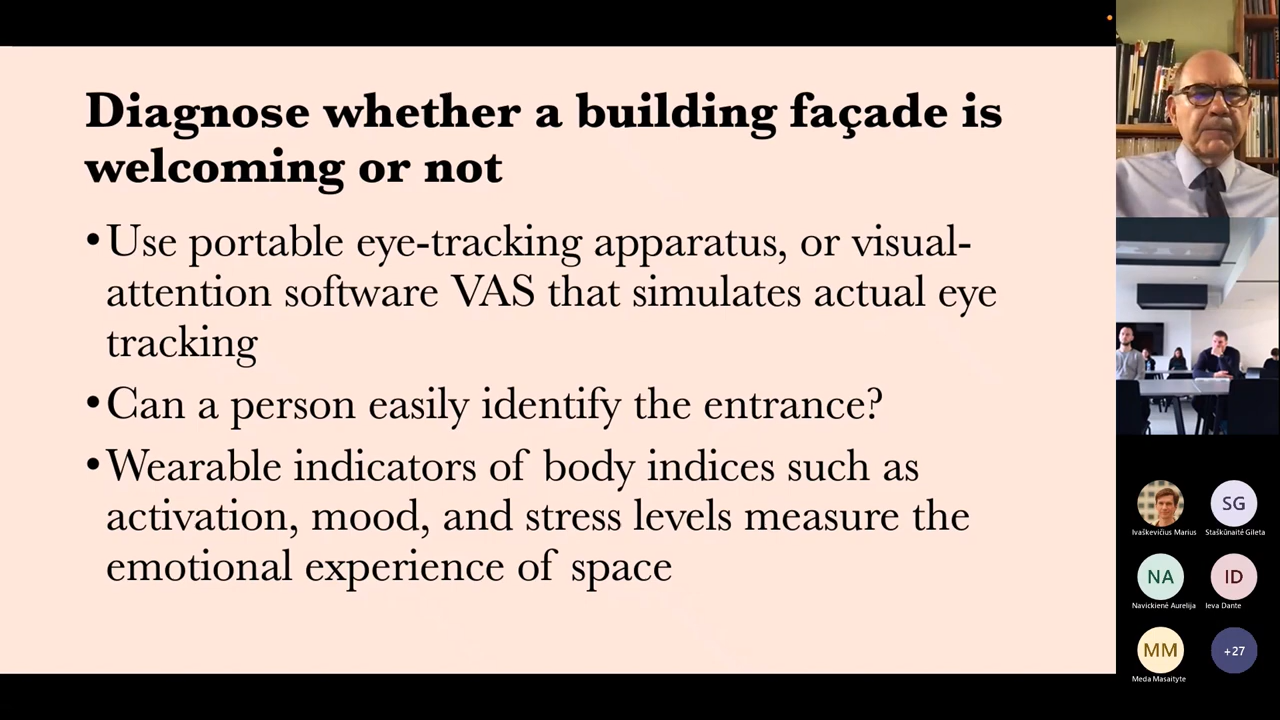 Diagnose whether a building façade is
welcoming or not
•Use portable eye-tracking apparatus, or visual-
attention software VAS that simulates actual eye
tracking
•Can a person easily identify the entrance?
•Wearable indicators of body indices such as
activation, mood, and stress levels measure the
emotional experience of space
SG
Ivaškevičius Marius
Staškūnaitė Gileta
NA
ID
Navickienė Aurelija
Ieva Dante
MM
+27
Meda Masaityte